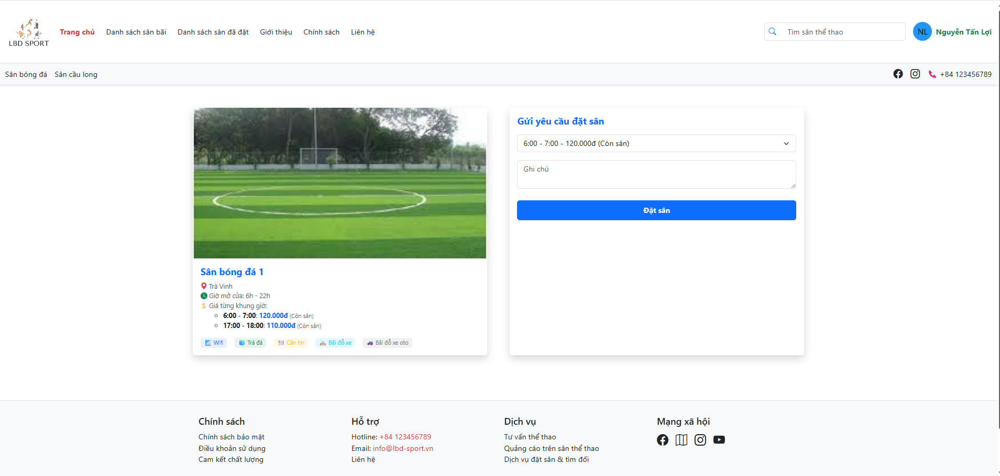 LBD SPORT
Trang chủ Danh sách sân bãi Danh sách sân đã đặt Giới thiệu Chính sách Liên hệ
Tìm sân thể thao
NL Nguyễn Tấn Lợi
Sân bóng đá Sân cầu long
+84 123456789
Sân bóng đá 1
Trà Vinh
Giờ mở cửa: 6h - 22h
$ Giá từng khung giờ:
6:00 - 7:00: 120.000đ (Còn sân)
17:00 - 18:00: 110.000đ (Còn sân)
Wifi Trà đá Căn tin Bãi đỗ xe Bãi đỗ xe oto
Gửi yêu cầu đặt sân
6:00 - 7:00 - 120.000đ (Còn sân)
Ghi chú
Đặt sân
Chính sách
Chính sách bảo mật
Điều khoản sử dụng
Cam kết chất lượng
Hỗ trợ
Hotline: +84 123456789
Email: info@lbd-sport.vn
Liên hệ
Dịch vụ
Tư vấn thể thao
Quảng cáo trên sân thể thao
Dịch vụ đặt sân & tìm đối
Mạng xã hội